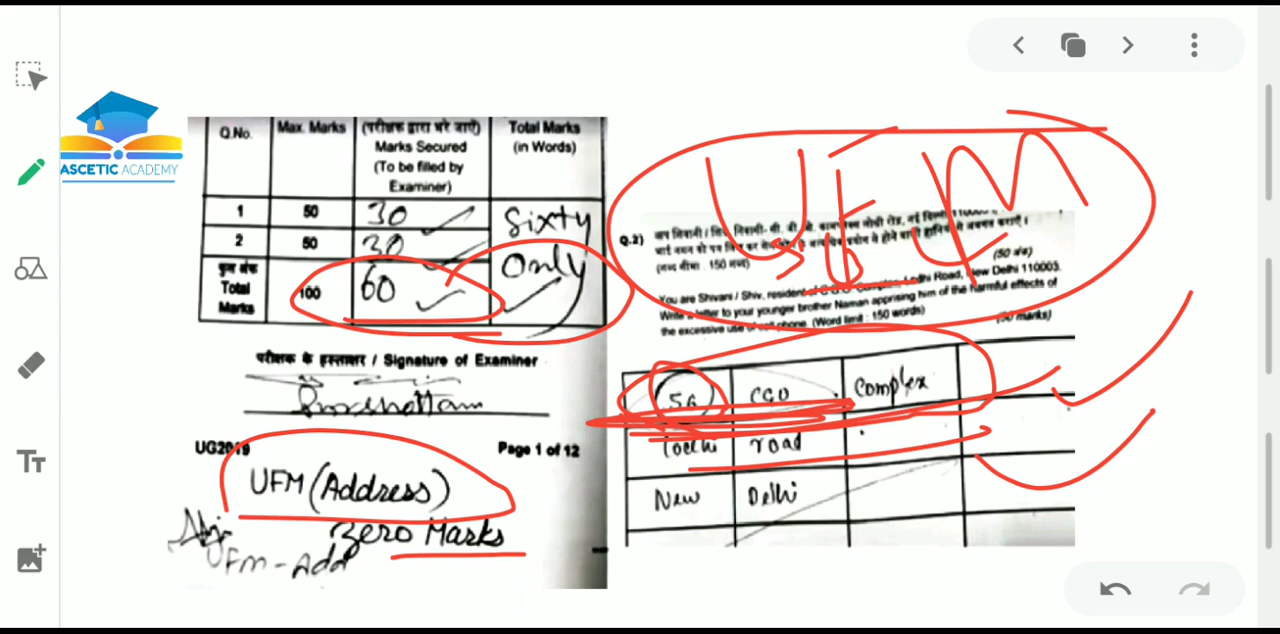 ASCETIC ACADEMY
Q.No. Max. Marks (परीक्षक द्वारा भरे जाएँ) Marks Secured (To be filled by Examiner) Total Marks (in Words)
1 50 30 Sixty
2 50 30 Only
कुल अंक Total Marks 100 60
परीक्षक के हस्ताक्षर / Signature of Examiner
Purshottam
UG2019 Page 1 of 12
UFM (Address)
Zero Marks
UFM - Add
UFM
56
Q.2)
(शब्द सीमा : 150 शब्द) (50 अंक)
You are Shivani / Shiv, resident of Complex, Lodhi Road, New Delhi 110003.
Write a letter to your younger brother Naman apprising him of the harmful effects of
the excessive use of cell phone. (Word limit : 150 words) (50 marks)
56 CGO Complex
road
New Delhi
Tт